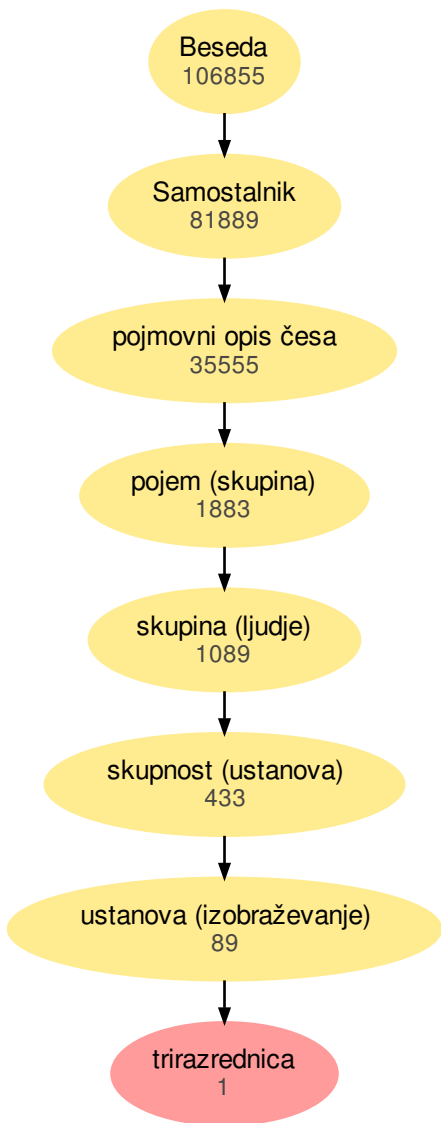 Beseda
106855
Samostalnik
81889
pojmovni opis česa
35555
pojem (skupina)
1883
skupina (ljudje)
1089
skupnost (ustanova)
433
ustanova (izobraževanje)
89
trirazrednica
1